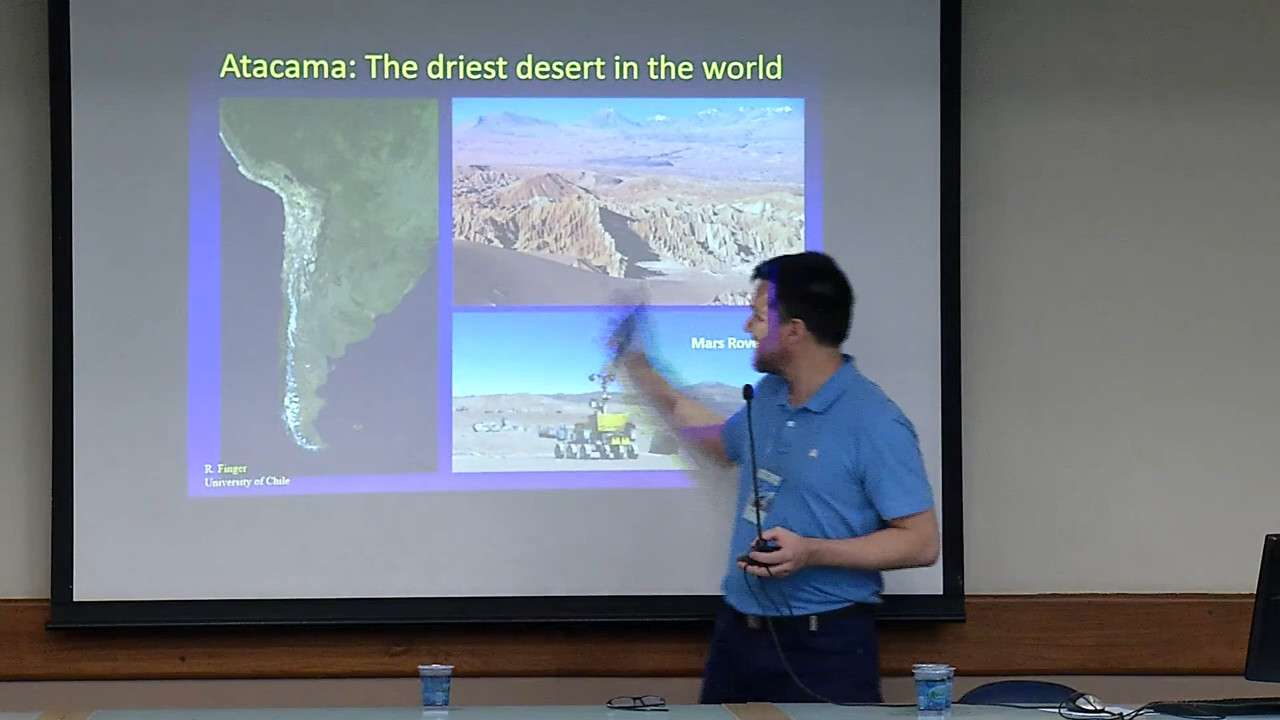 Atacama: The driest desert in the world
Mars Rove
R. Finger
University of Chile